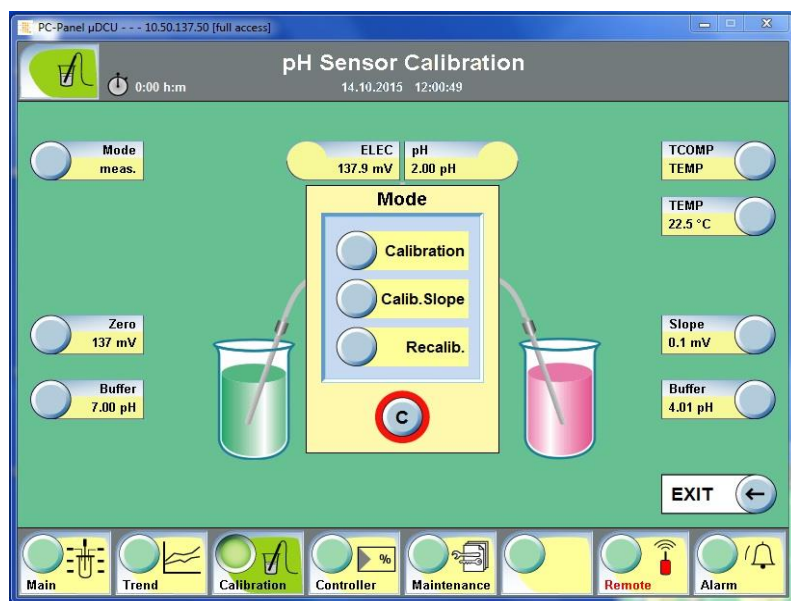 PC-Panel µDCU - - - 10.50.137.50 [full access]
pH Sensor Calibration
0:00 h:m
14.10.2015 12:00:49
Mode
meas.
ELEC
137.9 mV
pH
2.00 pH
TCOMP
TEMP
TEMP
22.5 °C
Mode
Calibration
Calib.Slope
Recalib.
C
Zero
137 mV
Buffer
7.00 pH
Slope
0.1 mV
Buffer
4.01 pH
EXIT
Main
Trend
Calibration
%
Controller
Maintenance
Remote
Alarm